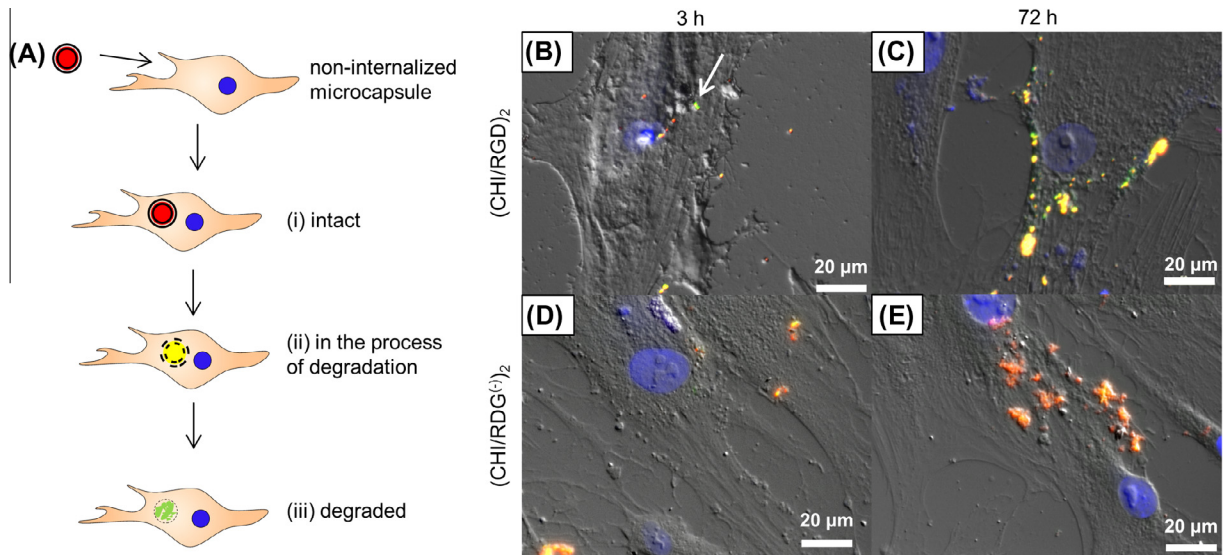 (A)
non-internalized
microcapsule
(i) intact
(ii) in the process
of degradation
(iii) degraded
3 h
72 h
(CHI/RGD)₂
(B)
20 µm
(C)
20 µm
(CHI/RDG⁽⁻⁾)₂
(D)
20 µm
(E)
20 µm